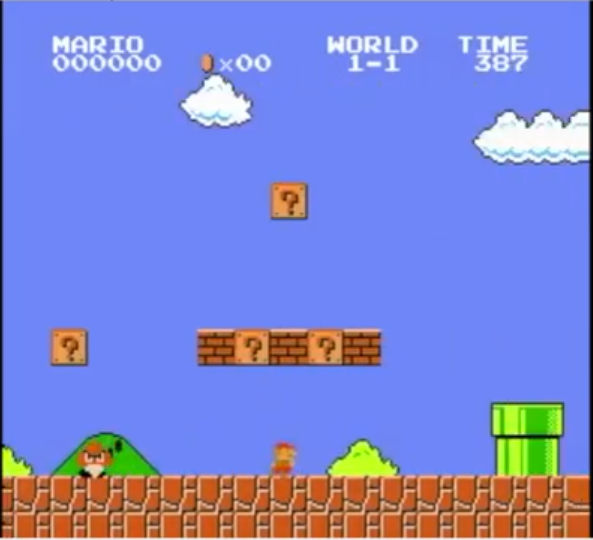 MARIO WORLD TIME
000000 ×00 1-1 387
?
? ? ?